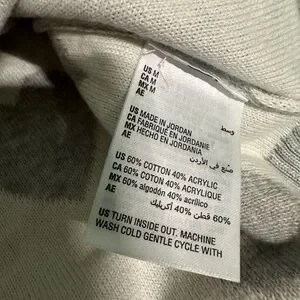 US M
CA M
MX M
AE وسط
US MADE IN JORDAN
CA FABRIQUÉ EN JORDANIE
MX HECHO EN JORDANIA
AE صنع في الأردن
US 60% COTTON 40% ACRYLIC
CA 60% COTON 40% ACRYLIQUE
MX 60% algodón 40% acrílico
AE 60% قطن 40% أكريليك
US TURN INSIDE OUT. MACHINE
WASH COLD GENTLE CYCLE WITH